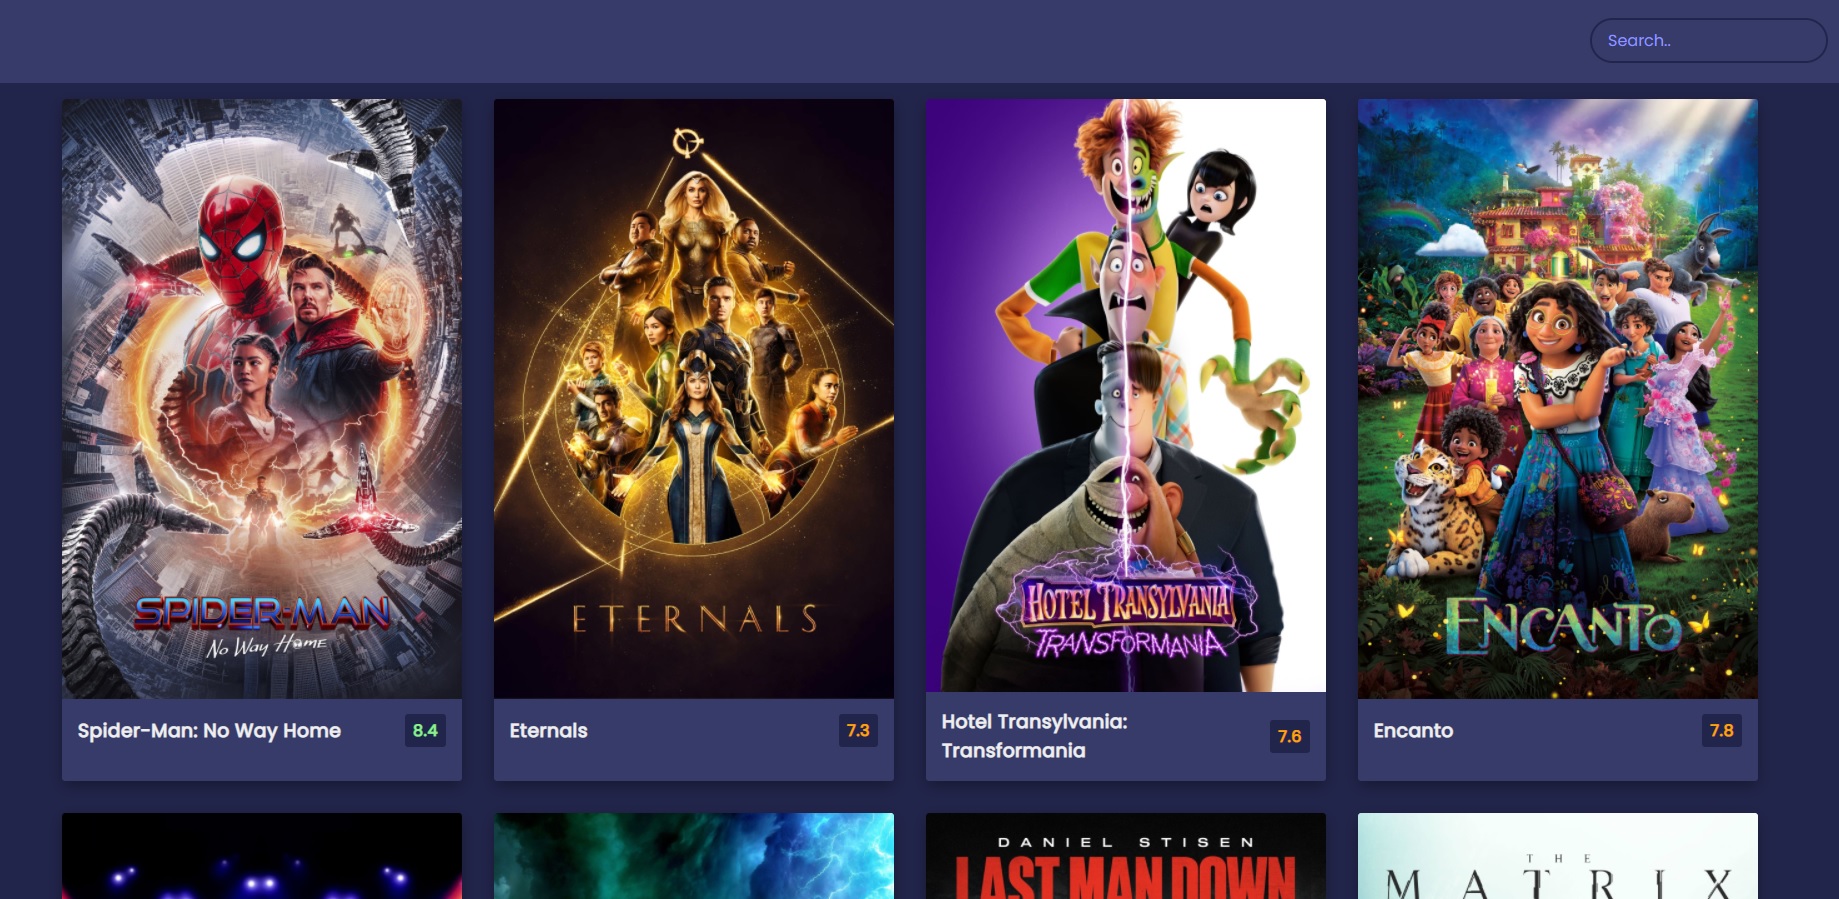 Search..
SPIDER-MAN
No Way Home
ETERNALS
HOTEL TRANSYLVANIA
TRANSFORMANIA
ENCANTO
Spider-Man: No Way Home
8.4
Eternals
7.3
Hotel Transylvania:
Transformania
7.6
Encanto
7.8
DANIEL STISEN
LAST MAN DOWN
THE
MATRIX